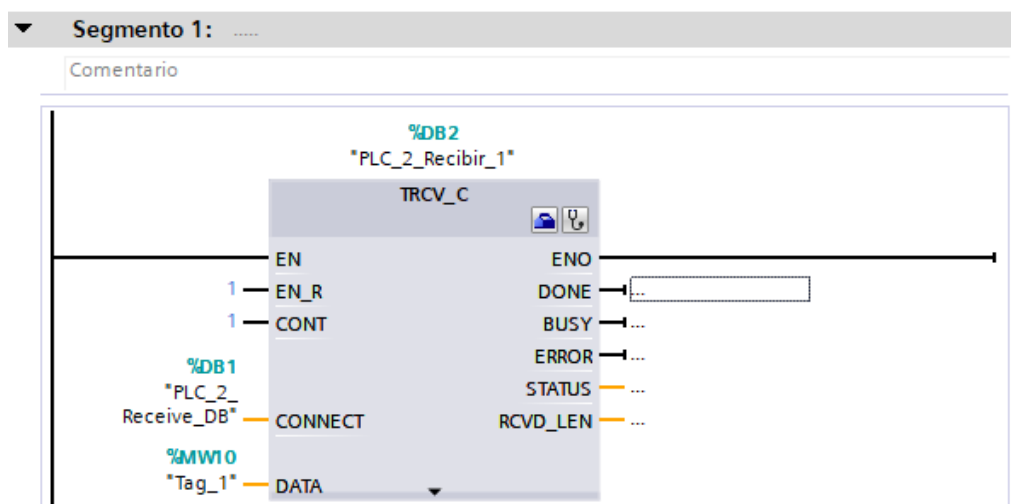 Segmento 1: .....
Comentario
%DB2
"PLC_2_Recibir_1"
TRCV_C
EN ENO
1 EN_R DONE ...
1 CONT BUSY ...
ERROR ...
%DB1
"PLC_2_
Receive_DB" CONNECT
STATUS ...
RCVD_LEN ...
%MW10
"Tag_1" DATA